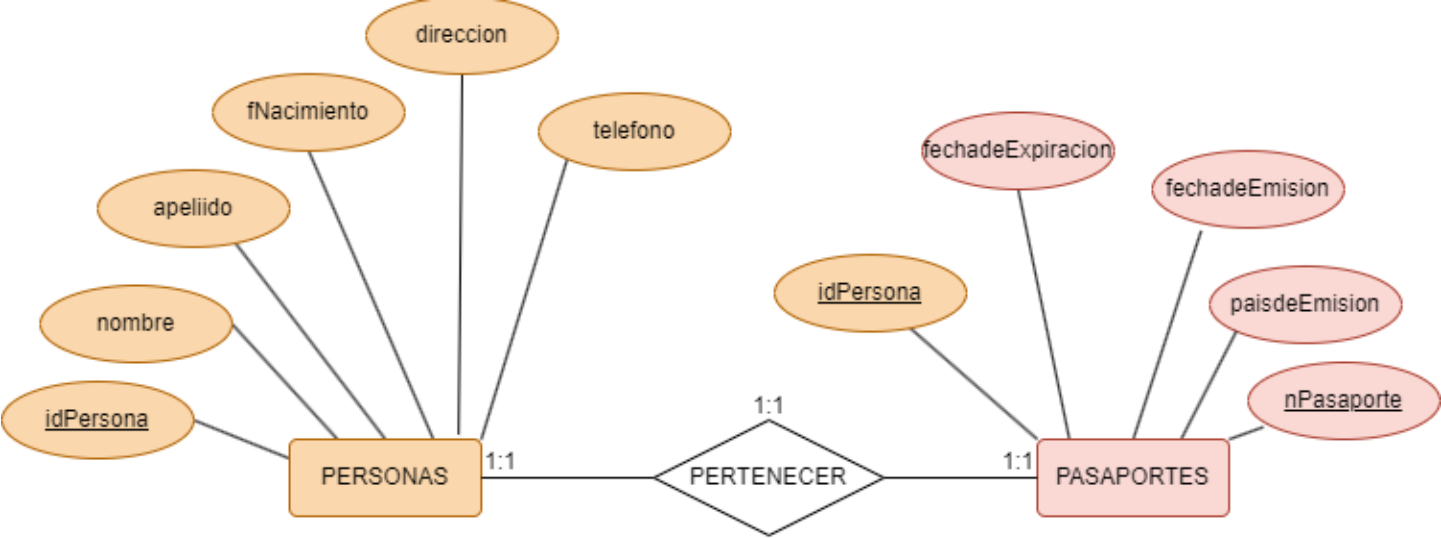 direccion
fNacimiento
telefono
fechadeExpiracion
fechadeEmision
apeliido
idPersona
paisdeEmision
nombre
nPasaporte
idPersona
1:1
PERSONAS
1:1
PERTENECER
1:1
PASAPORTES